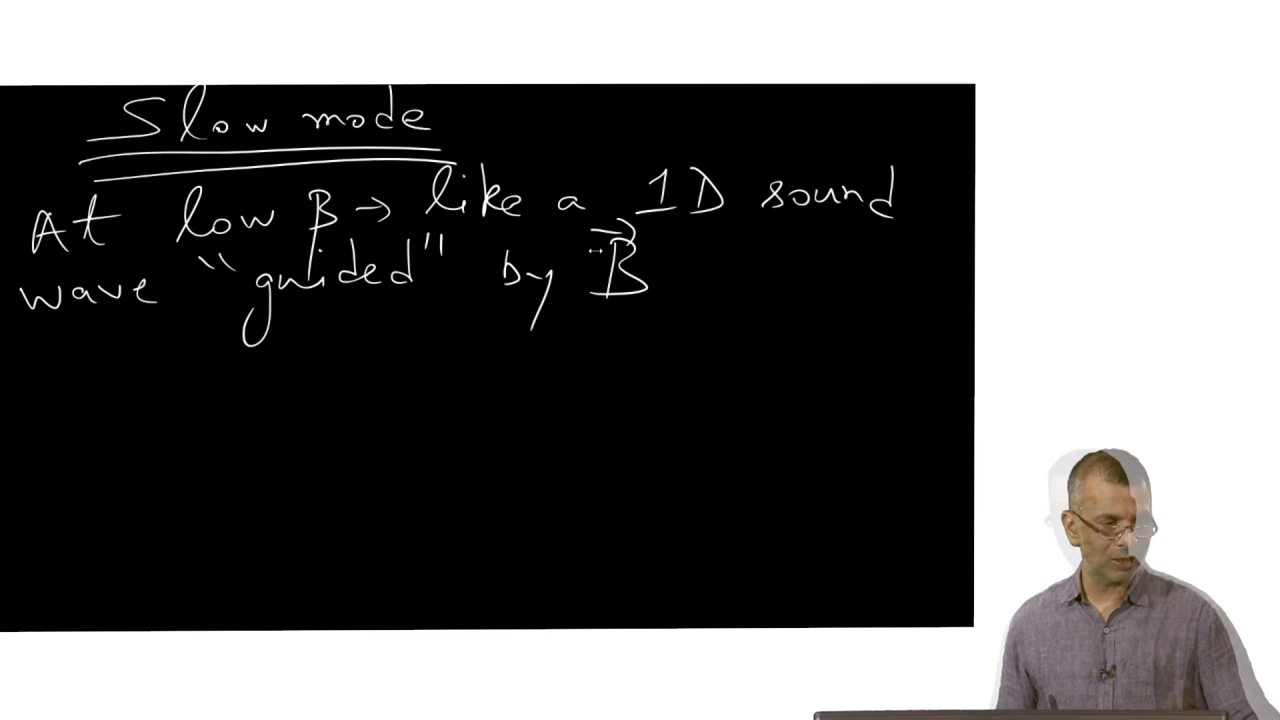 Slow mode
At low β → like a 1D sound
wave "guided" by B⃗